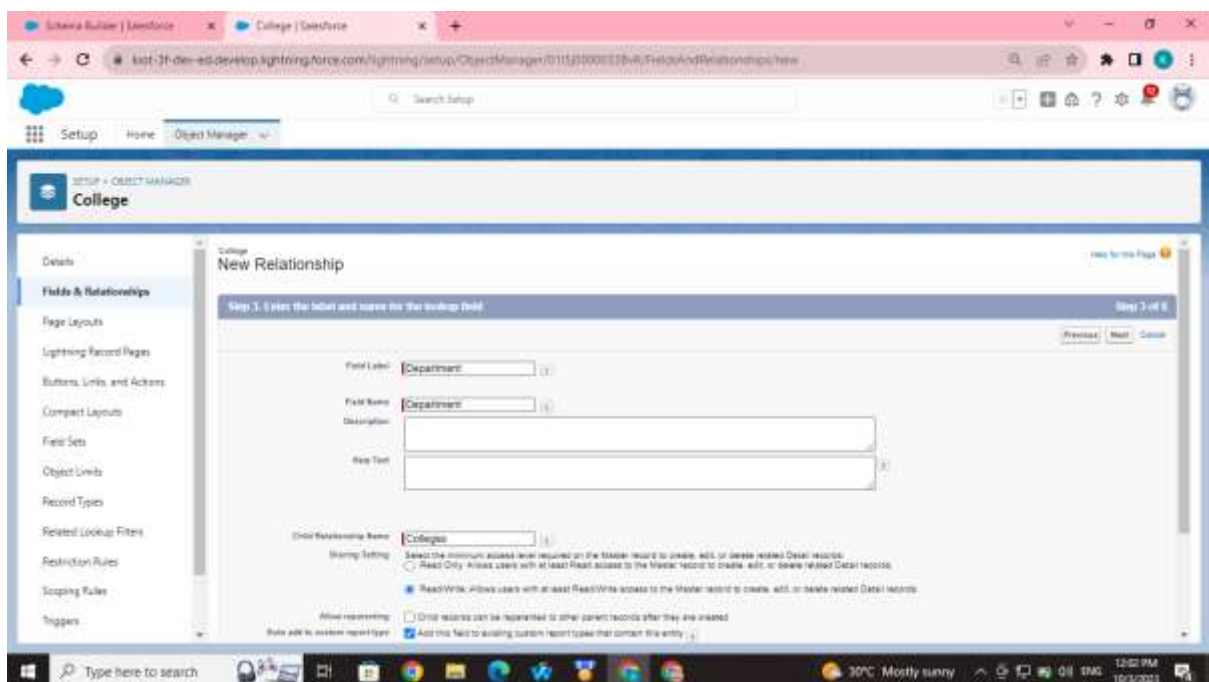 Schema Builder | Salesforce
College | Salesforce
Search Setup
Setup Home Object Manager
SETUP > OBJECT MANAGER
College
Details
Fields & Relationships
Page Layouts
Lightning Record Pages
Buttons, Links, and Actions
Compact Layouts
Field Sets
Object Limits
Record Types
Related Lookup Filters
Restriction Rules
Scoping Rules
Triggers
College
New Relationship
Help for this Page
Step 3. Enter the label and name for the lookup field
Step 3 of 6
Previous Next Cancel
Field Label Department
Field Name Department
Description
Help Text
Child Relationship Name Colleges
Sharing Setting Select the minimum access level required on the Master record to create, edit, or delete related Detail records:
Read Only: Allows users with at least Read access to the Master record to create, edit, or delete related Detail records.
Read/Write: Allows users with at least Read/Write access to the Master record to create, edit, or delete related Detail records.
Allow reparenting Child records can be reparented to other parent records after they are created
Auto add to custom report type Add this field to existing custom report types that contain this entity
Type here to search
30°C Mostly sunny
ENG
12:02 PM
10/3/2023